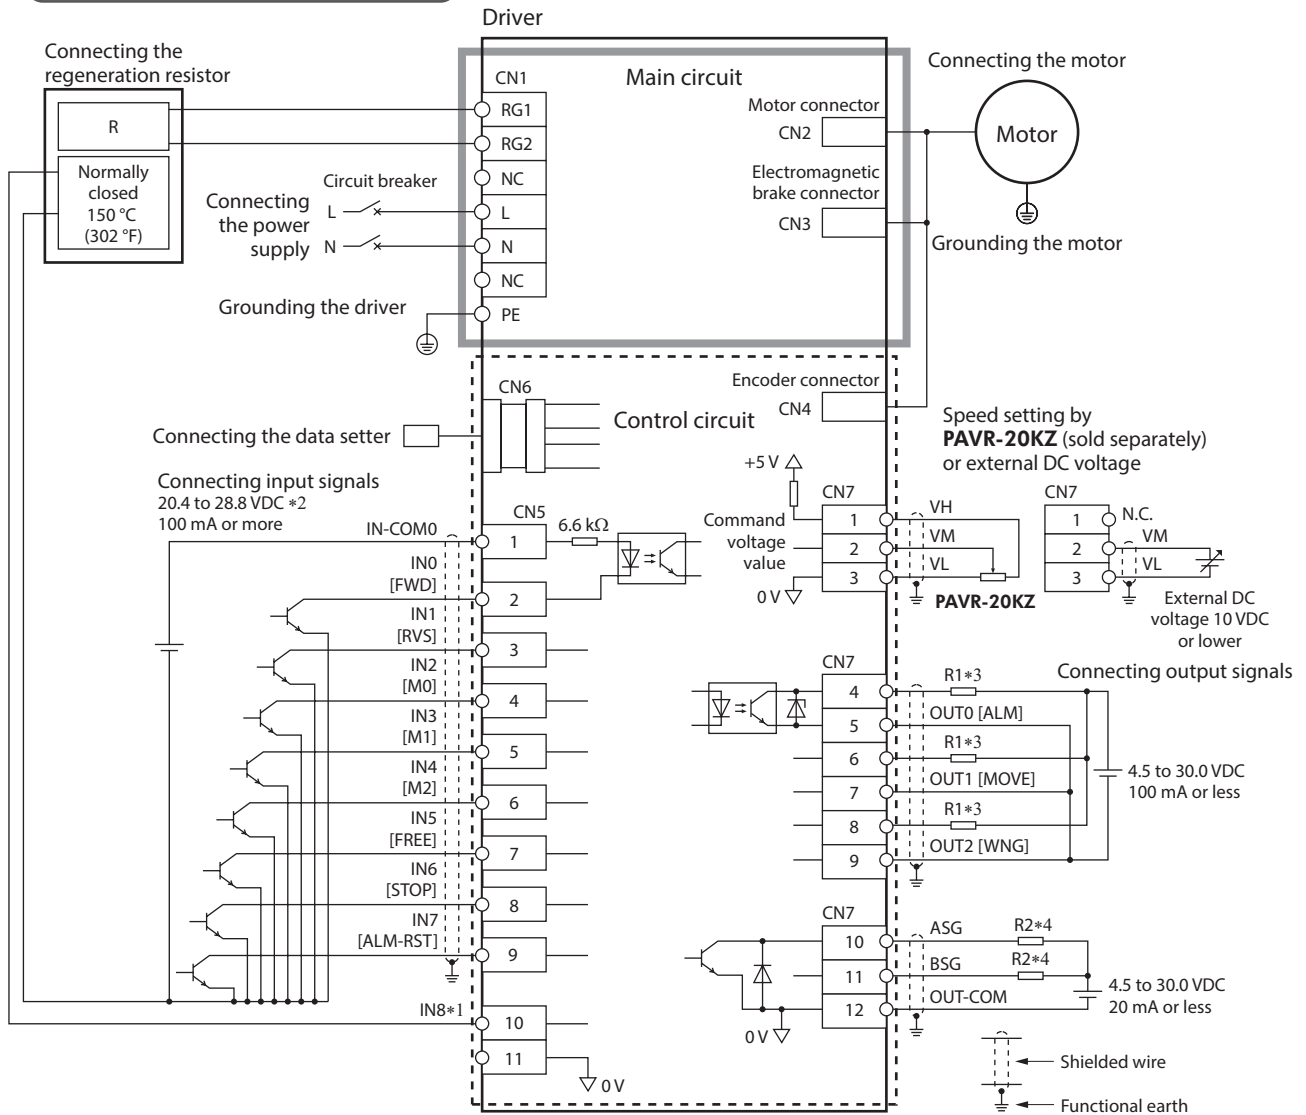 Driver
Connecting the
regeneration resistor
R
Normally
closed
150 °C
(302 °F)
Circuit breaker
Connecting
the power
supply
L
N
Grounding the driver
CN1
RG1
RG2
NC
L
N
NC
PE
Main circuit
Motor connector
CN2
Electromagnetic
brake connector
CN3
Connecting the motor
Motor
Grounding the motor
CN6
Connecting the data setter
Control circuit
Encoder connector
CN4
Connecting input signals
20.4 to 28.8 VDC *2
100 mA or more
IN-COM0
IN0
[FWD]
IN1
[RVS]
IN2
[M0]
IN3
[M1]
IN4
[M2]
IN5
[FREE]
IN6
[STOP]
IN7
[ALM-RST]
IN8*1
CN5
1
2
3
4
5
6
7
8
9
10
11
6.6 kΩ
0 V
Speed setting by
PAVR-20KZ (sold separately)
or external DC voltage
+5 V
Command
voltage
value
0 V
CN7
1
2
3
VH
VM
VL
PAVR-20KZ
CN7
1
2
3
N.C.
VM
VL
External DC
voltage 10 VDC
or lower
Connecting output signals
CN7
4
5
6
7
8
9
R1*3
OUT0 [ALM]
R1*3
OUT1 [MOVE]
R1*3
OUT2 [WNG]
4.5 to 30.0 VDC
100 mA or less
CN7
10
11
12
0 V
ASG
R2*4
BSG
R2*4
OUT-COM
4.5 to 30.0 VDC
20 mA or less
Shielded wire
Functional earth